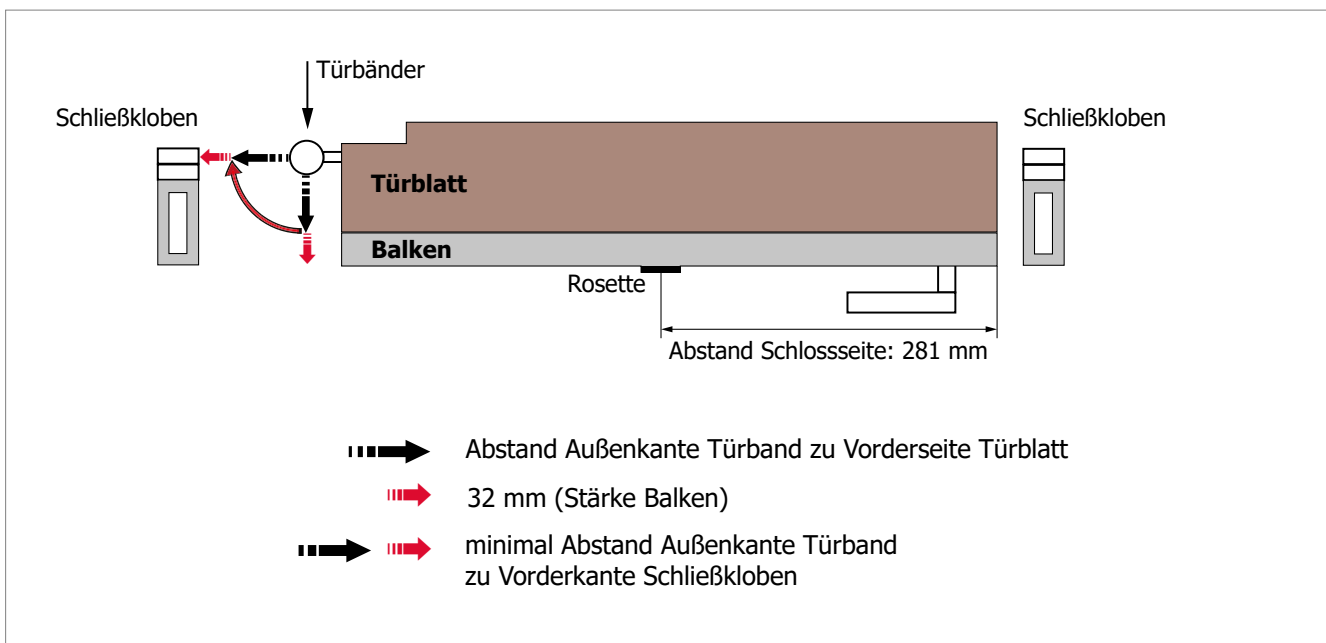 Türbänder
Schließkloben
Schließkloben
Türblatt
Balken
Rosette
Abstand Schlossseite: 281 mm
Abstand Außenkante Türband zu Vorderseite Türblatt
32 mm (Stärke Balken)
minimal Abstand Außenkante Türband
zu Vorderkante Schließkloben